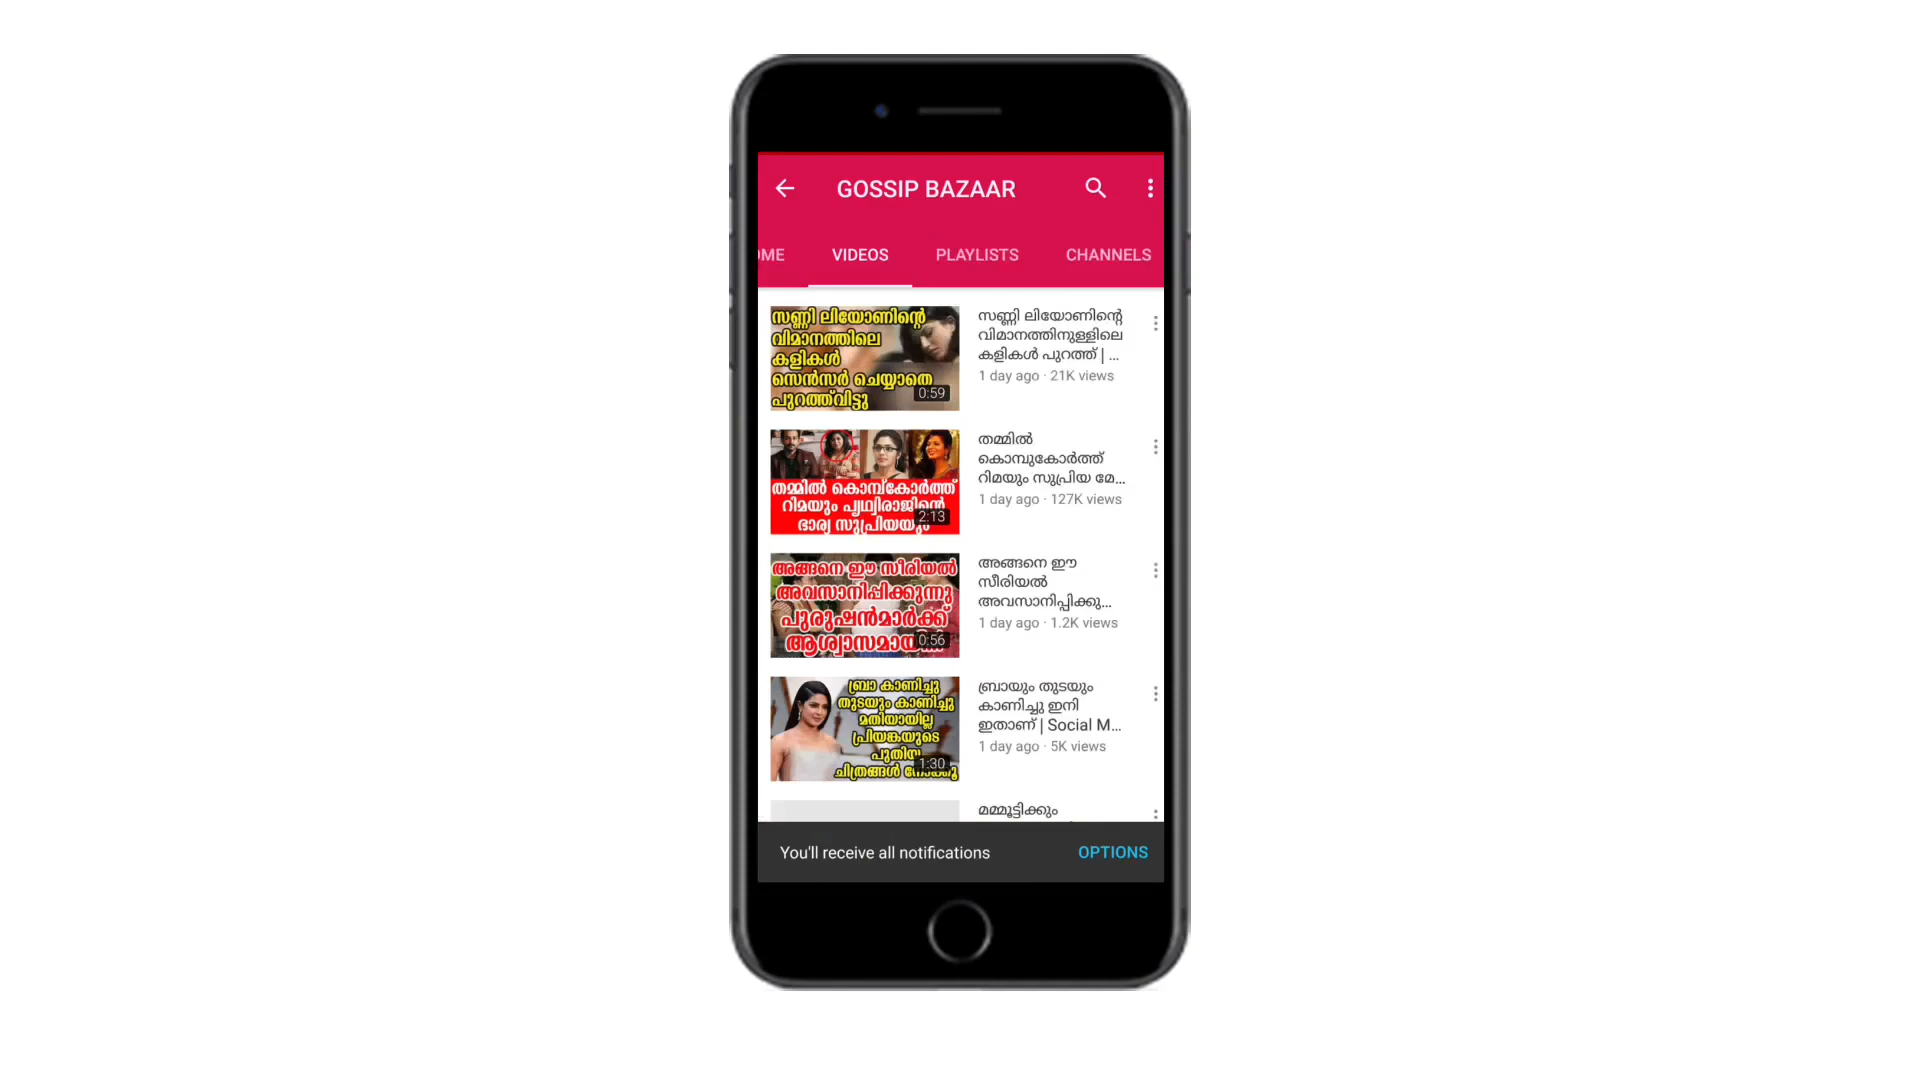 GOSSIP BAZAAR
OME VIDEOS PLAYLISTS CHANNELS
സണ്ണി ലിയോണിന്റെ
വിമാനത്തിലെ
കളികൾ
സെൻസർ ചെയ്യാതെ
പുറത്ത്‌വിട്ടു
0:59
സണ്ണി ലിയോണിന്റെ
വിമാനത്തിനുള്ളിലെ
കളികൾ പുറത്ത് | ...
1 day ago · 21K views
തമ്മിൽ കൊമ്പ്കോർത്ത്
റിമയും പൃഥ്വിരാജിന്റെ
ഭാര്യ സുപ്രിയയും
2:13
തമ്മിൽ
കൊമ്പുകോർത്ത്
റിമയും സുപ്രിയ മേ...
1 day ago · 127K views
അങ്ങനെ ഈ സീരിയൽ
അവസാനിപ്പിക്കുന്നു
പുരുഷൻമാർക്ക്
0:56
അങ്ങനെ ഈ
സീരിയൽ
അവസാനിപ്പിക്കു...
1 day ago · 1.2K views
ബ്രാ കാണിച്ചു
തുടയും കാണിച്ചു
മതിയായില്ല
പ്രിയങ്കയുടെ
പുതിയ
ചിത്രങ്ങൾ നോക്കൂ
1:30
ബ്രായും തുടയും
കാണിച്ചു ഇനി
ഇതാണ് | Social M...
1 day ago · 5K views
മമ്മൂട്ടിക്കും
You'll receive all notifications OPTIONS